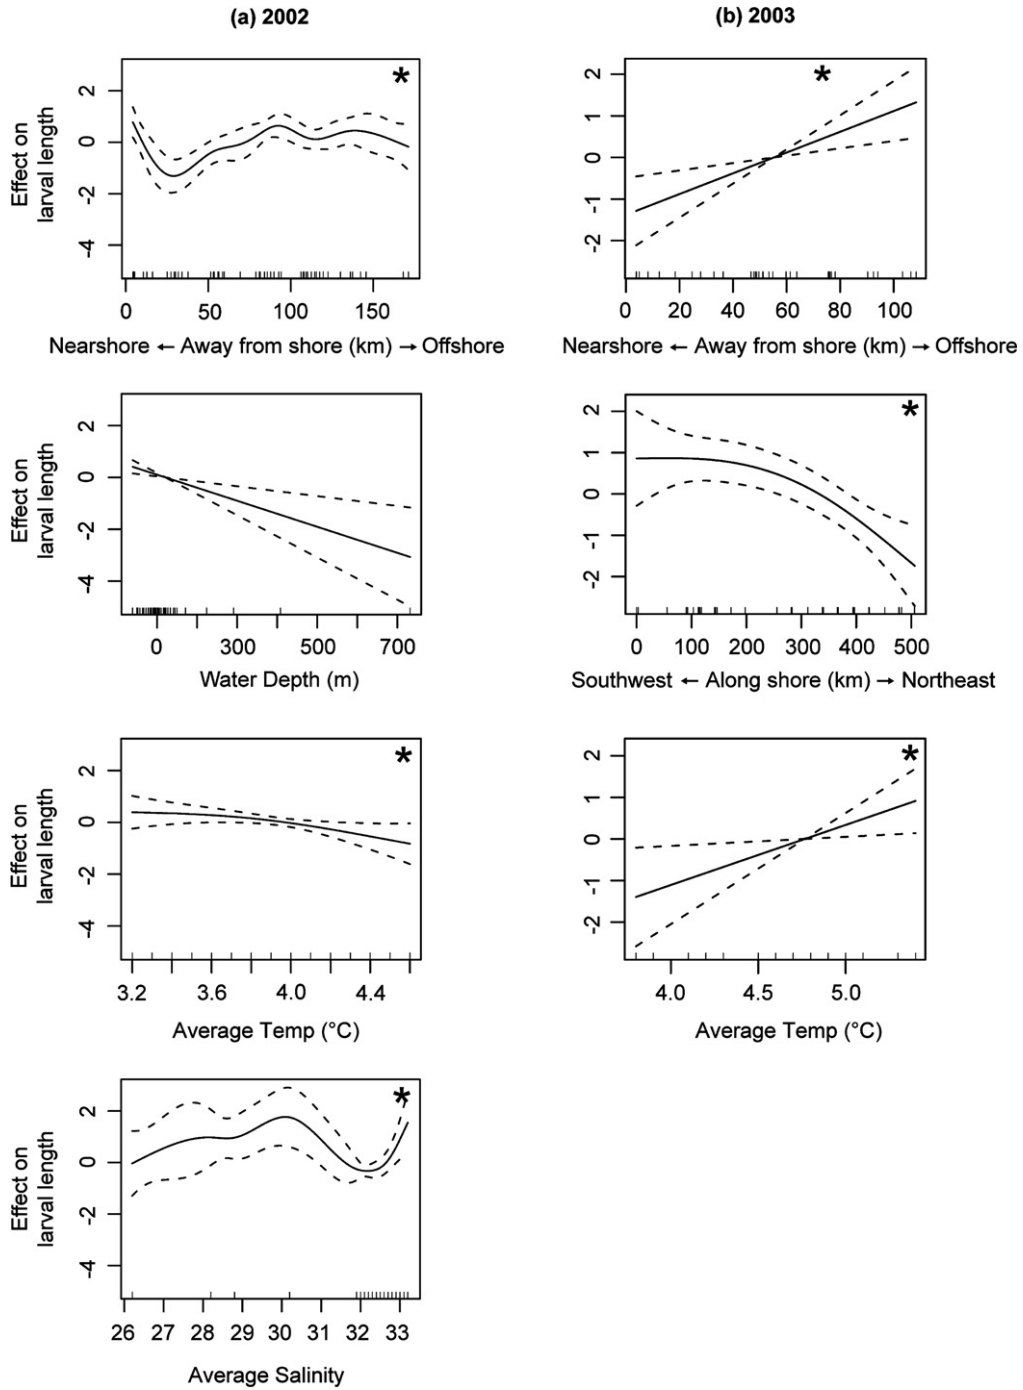 (a) 2002
(b) 2003
Effect on
larval length
2
0
-2
-4
*
0 50 100 150
Nearshore ← Away from shore (km) → Offshore
2
1
0
-1
-2
*
0 20 40 60 80 100
Nearshore ← Away from shore (km) → Offshore
Effect on
larval length
2
0
-2
-4
0 300 500 700
Water Depth (m)
2
1
0
-1
-2
*
0 100 200 300 400 500
Southwest ← Along shore (km) → Northeast
Effect on
larval length
2
0
-2
-4
*
3.2 3.6 4.0 4.4
Average Temp (°C)
2
1
0
-1
-2
*
4.0 4.5 5.0
Average Temp (°C)
Effect on
larval length
2
0
-2
-4
*
26 27 28 29 30 31 32 33
Average Salinity